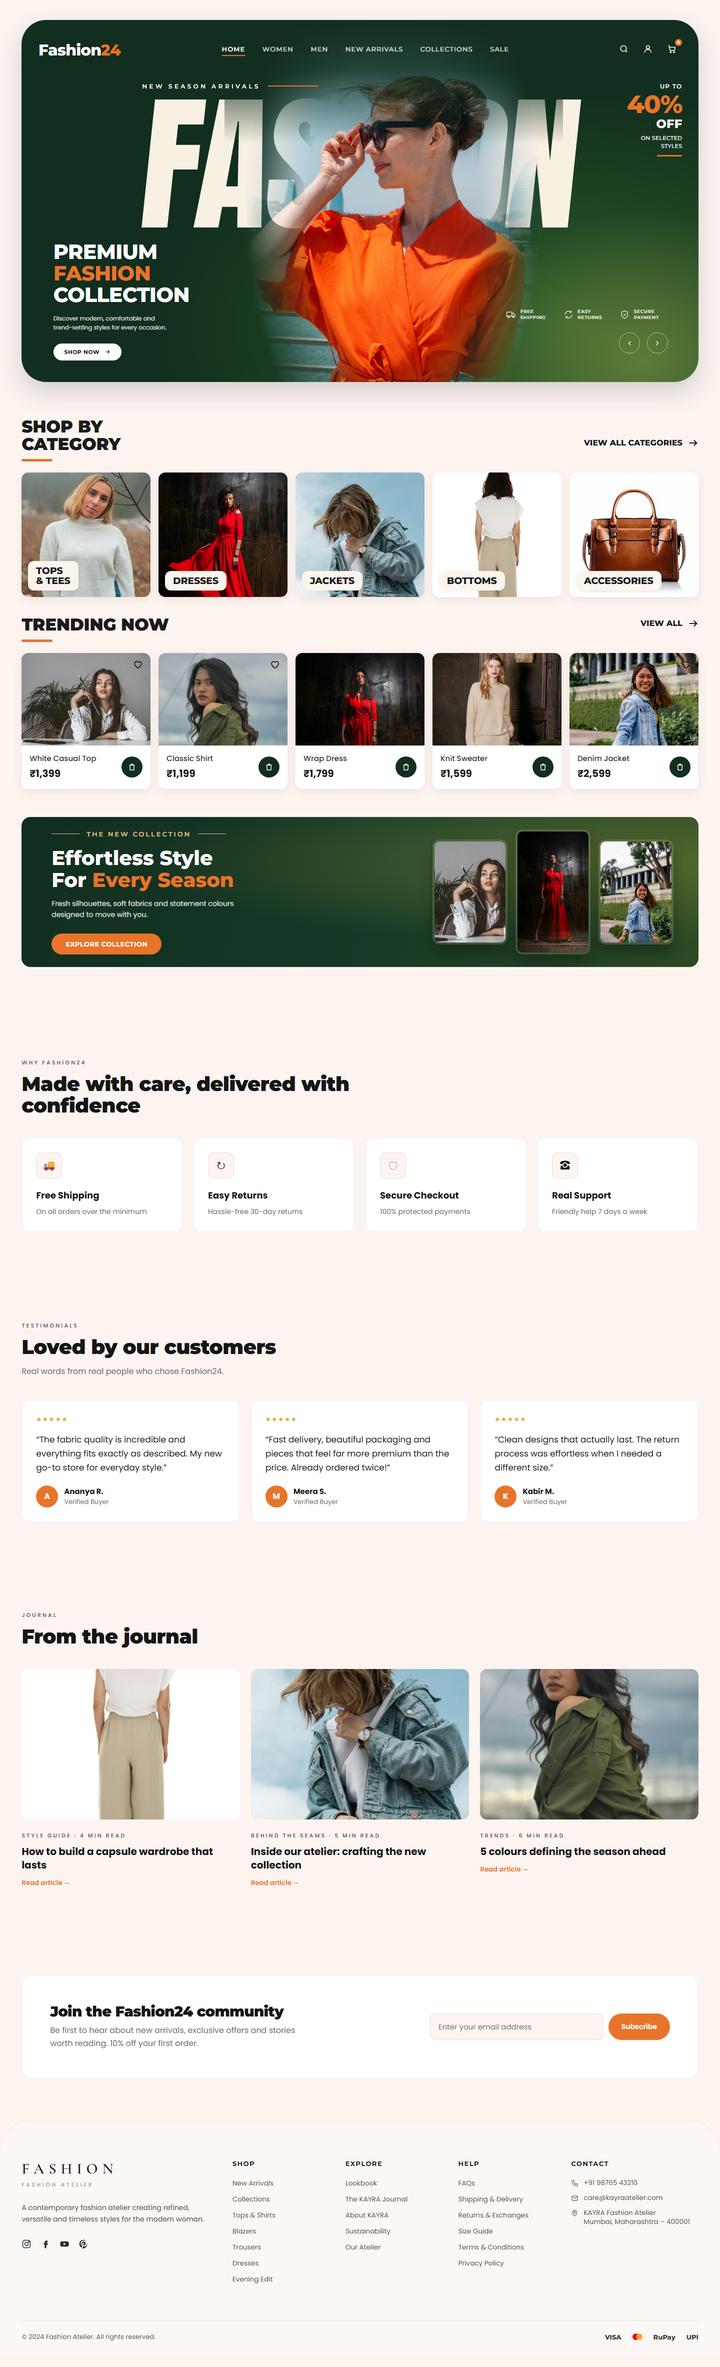 Fashion24
HOME
WOMEN
MEN
NEW ARRIVALS
COLLECTIONS
SALE
NEW SEASON ARRIVALS
UP TO
40%
OFF
ON SELECTED
STYLES
PREMIUM
FASHION
COLLECTION
Discover modern, comfortable and
trend-setting styles for every occasion.
SHOP NOW →
FREE
SHIPPING
EASY
RETURNS
SECURE
PAYMENT
‹
›
SHOP BY
CATEGORY
VIEW ALL CATEGORIES →
TOPS
& TEES
DRESSES
JACKETS
BOTTOMS
ACCESSORIES
TRENDING NOW
VIEW ALL →
White Casual Top
₹1,399
Classic Shirt
₹1,199
Wrap Dress
₹1,799
Knit Sweater
₹1,599
Denim Jacket
₹2,599
THE NEW COLLECTION
Effortless Style
For Every Season
Fresh silhouettes, soft fabrics and statement colours
designed to move with you.
EXPLORE COLLECTION
WHY FASHION24
Made with care, delivered with
confidence
Free Shipping
On all orders over the minimum
Easy Returns
Hassle-free 30-day returns
Secure Checkout
100% protected payments
Real Support
Friendly help 7 days a week
TESTIMONIALS
Loved by our customers
Real words from real people who chose Fashion24.
★★★★★
“The fabric quality is incredible and
everything fits exactly as described. My new
go-to store for everyday style.”
A
Ananya R.
Verified Buyer
★★★★★
“Fast delivery, beautiful packaging and
pieces that feel far more premium than the
price. Already ordered twice!”
M
Meera S.
Verified Buyer
★★★★★
“Clean designs that actually last. The return
process was effortless when I needed a
different size.”
K
Kabir M.
Verified Buyer
JOURNAL
From the journal
STYLE GUIDE · 4 MIN READ
How to build a capsule wardrobe that
lasts
Read article →
BEHIND THE SEAMS · 5 MIN READ
Inside our atelier: crafting the new
collection
Read article →
TRENDS · 6 MIN READ
5 colours defining the season ahead
Read article →
Join the Fashion24 community
Be first to hear about new arrivals, exclusive offers and stories
worth reading. 10% off your first order.
Enter your email address
Subscribe
FASHION
FASHION ATELIER
A contemporary fashion atelier creating refined,
versatile and timeless styles for the modern woman.
SHOP
New Arrivals
Collections
Tops & Shirts
Blazers
Trousers
Dresses
Evening Edit
EXPLORE
Lookbook
The KAYRA Journal
About KAYRA
Sustainability
Our Atelier
HELP
FAQs
Shipping & Delivery
Returns & Exchanges
Size Guide
Terms & Conditions
Privacy Policy
CONTACT
+91 98765 43210
care@kayraatelier.com
KAYRA Fashion Atelier
Mumbai, Maharashtra – 400001
© 2024 Fashion Atelier. All rights reserved.
VISA
RuPay
UPI